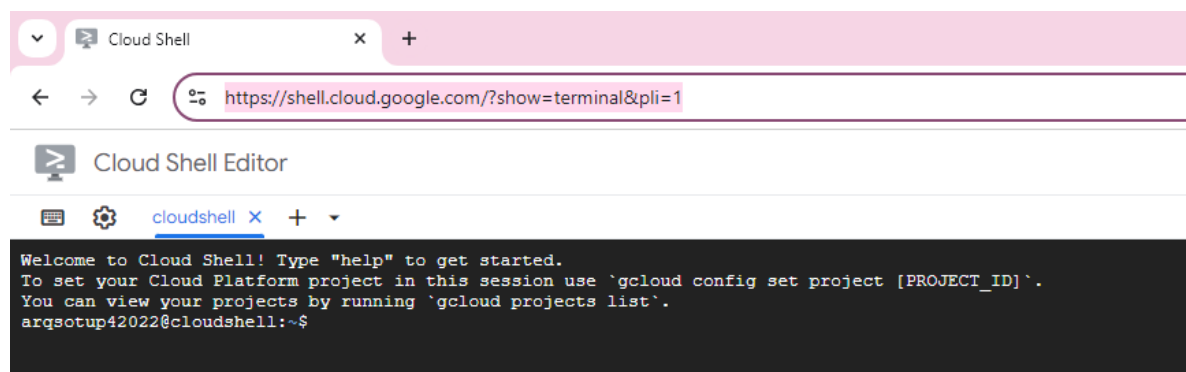 Cloud Shell
https://shell.cloud.google.com/?show=terminal&pli=1
Cloud Shell Editor
cloudshell
Welcome to Cloud Shell! Type "help" to get started.
To set your Cloud Platform project in this session use `gcloud config set project [PROJECT_ID]`.
You can view your projects by running `gcloud projects list`.
arqsotup42022@cloudshell:~$